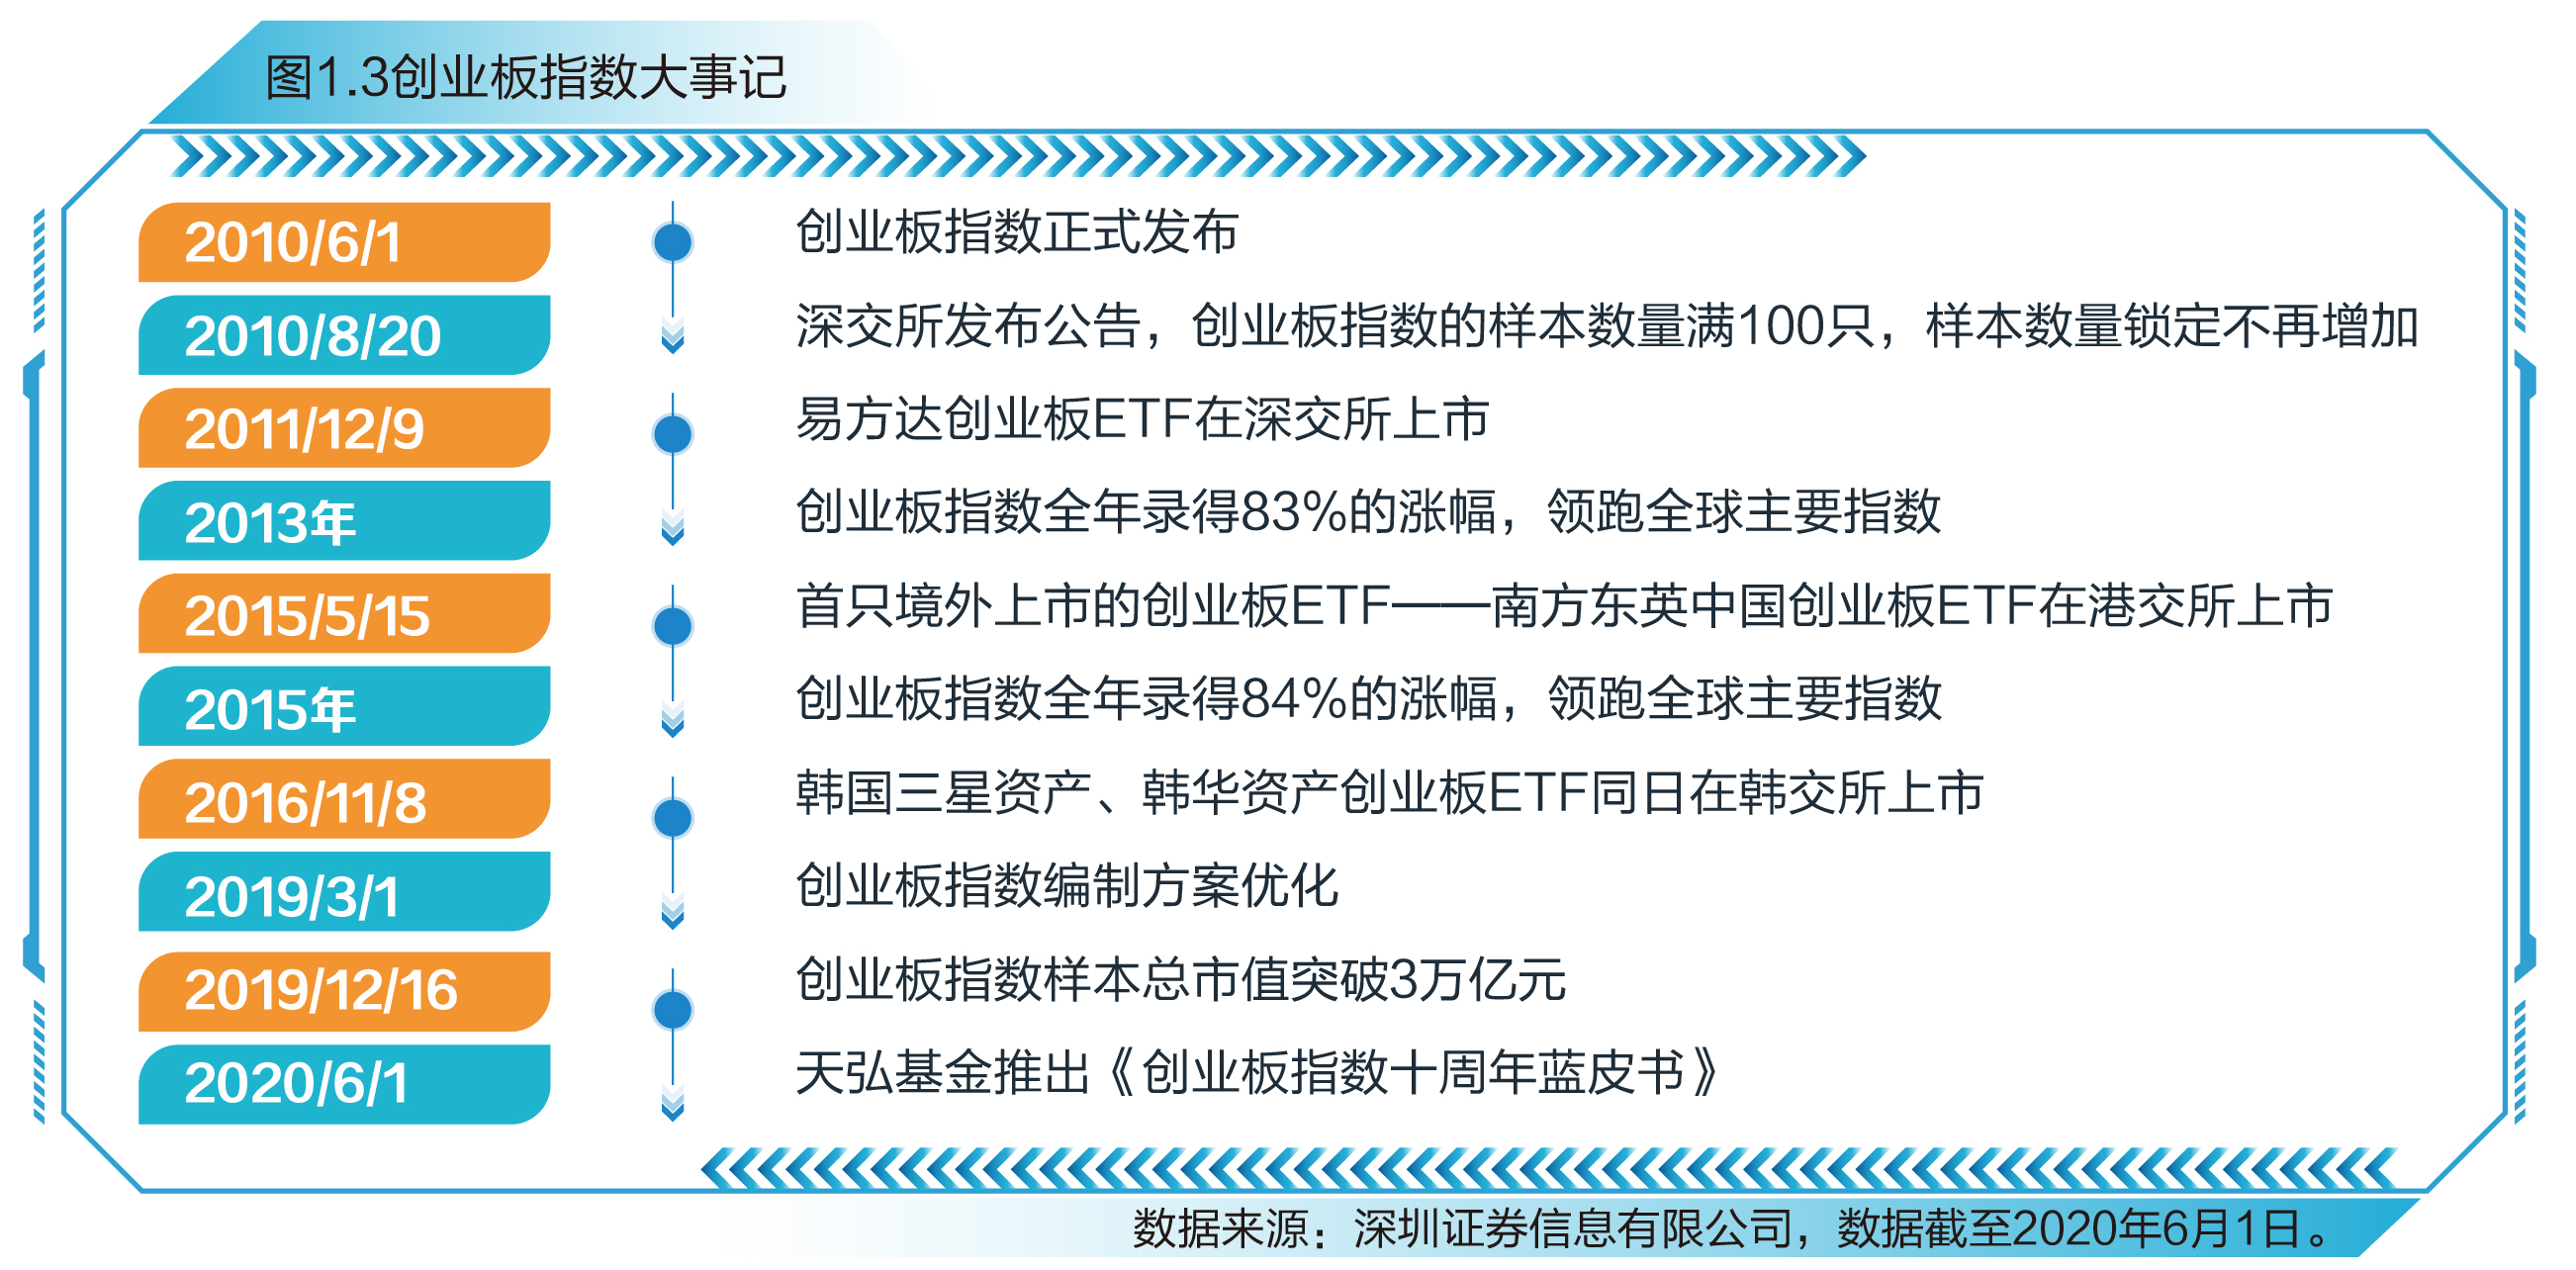 图1.3创业板指数大事记
2010/6/1 创业板指数正式发布
2010/8/20 深交所发布公告，创业板指数的样本数量满100只，样本数量锁定不再增加
2011/12/9 易方达创业板ETF在深交所上市
2013年 创业板指数全年录得83%的涨幅，领跑全球主要指数
2015/5/15 首只境外上市的创业板ETF——南方东英中国创业板ETF在港交所上市
2015年 创业板指数全年录得84%的涨幅，领跑全球主要指数
2016/11/8 韩国三星资产、韩华资产创业板ETF同日在韩交所上市
2019/3/1 创业板指数编制方案优化
2019/12/16 创业板指数样本总市值突破3万亿元
2020/6/1 天弘基金推出《创业板指数十周年蓝皮书》
数据来源：深圳证券信息有限公司，数据截至2020年6月1日。